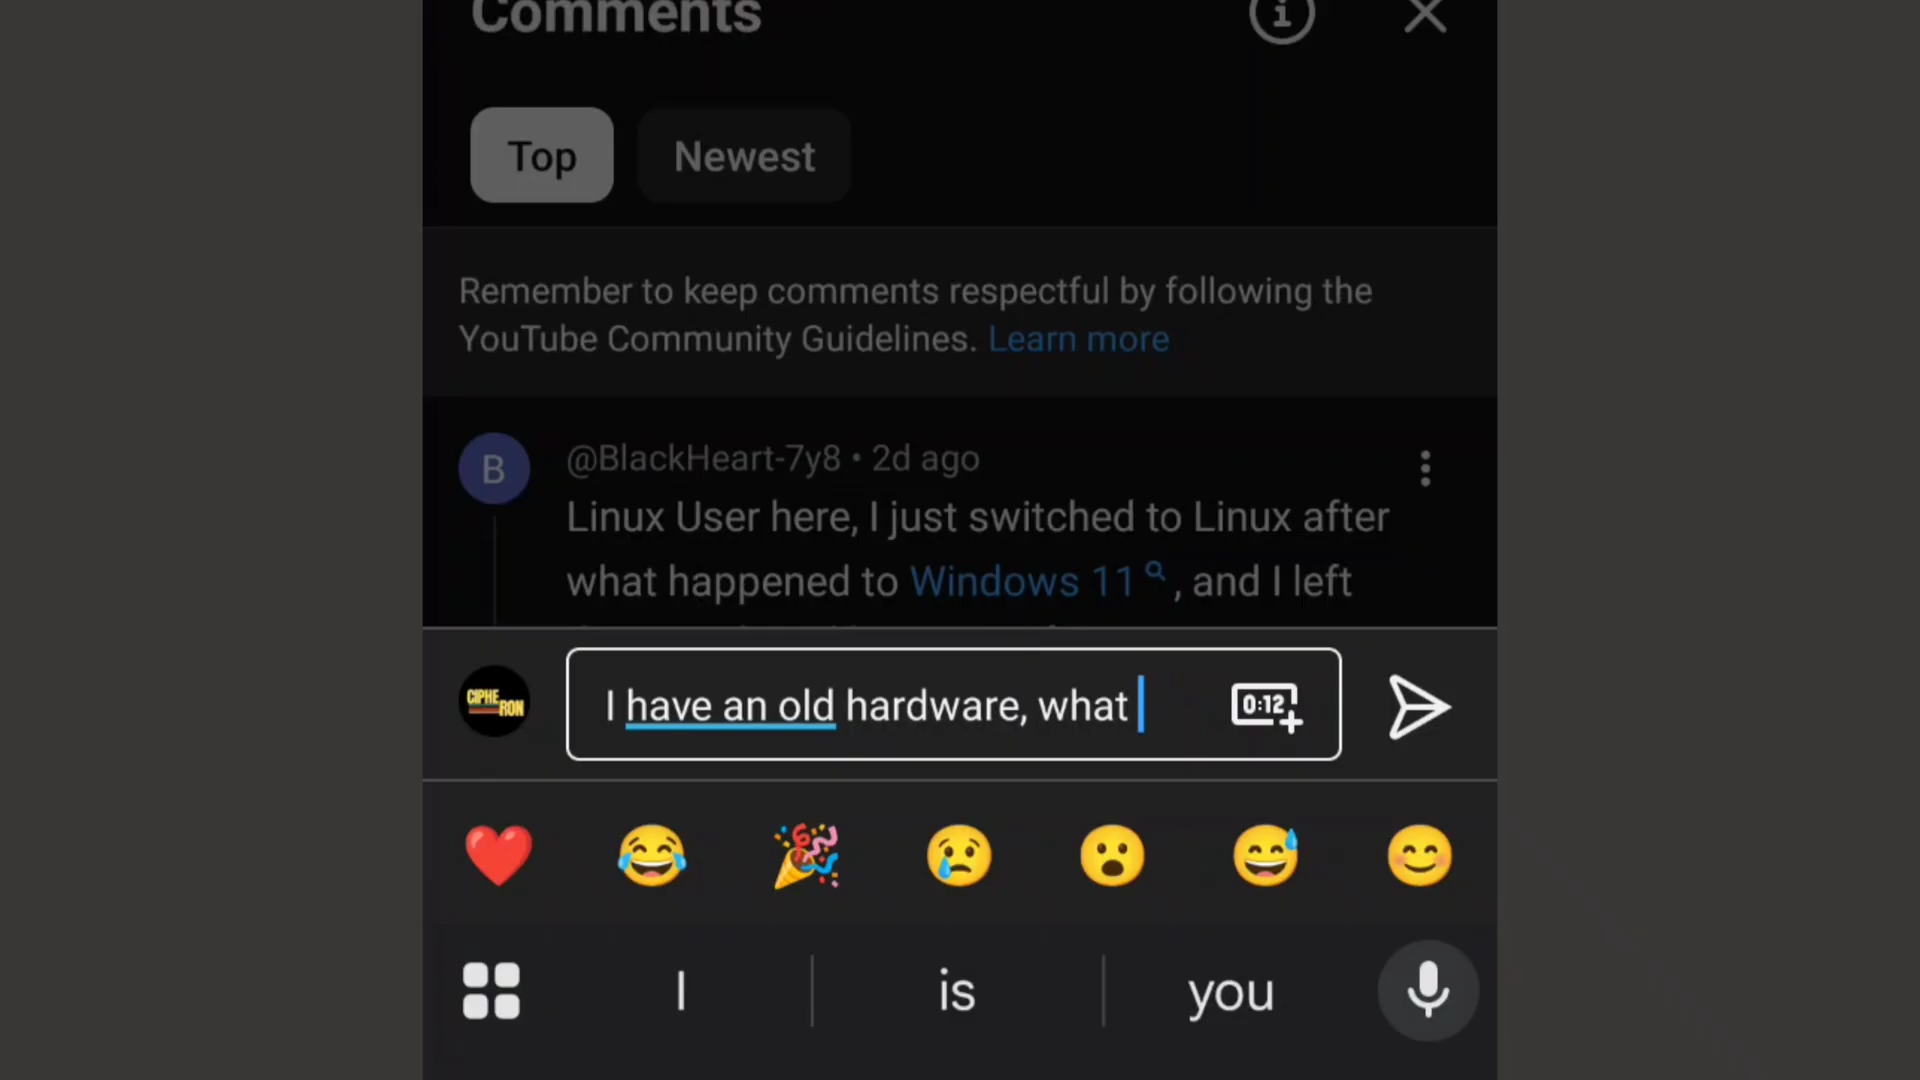 Comments
Top
Newest
Remember to keep comments respectful by following the
YouTube Community Guidelines. Learn more
B
@BlackHeart-7y8 • 2d ago
Linux User here, I just switched to Linux after
what happened to Windows 11, and I left
CIPHE
RON
I have an old hardware, what
0:12
I
is
you